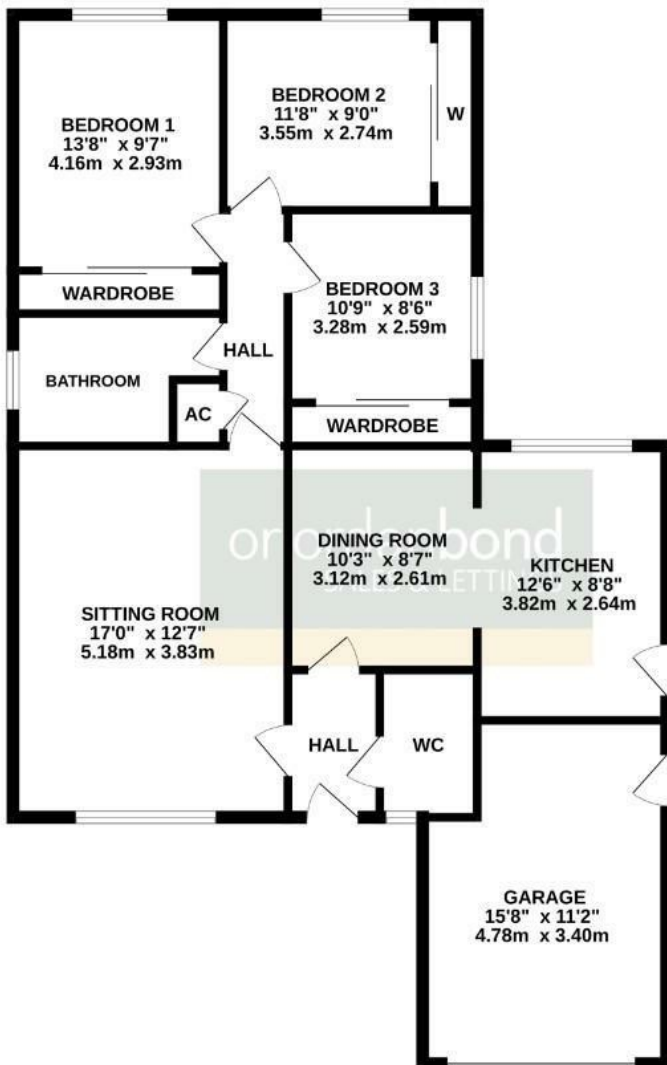 BEDROOM 1
13'8" x 9'7"
4.16m x 2.93m
BEDROOM 2
11'8" x 9'0"
3.55m x 2.74m
W
WARDROBE
BEDROOM 3
10'9" x 8'6"
3.28m x 2.59m
HALL
BATHROOM
AC
WARDROBE
DINING ROOM
10'3" x 8'7"
3.12m x 2.61m
KITCHEN
12'6" x 8'8"
3.82m x 2.64m
SITTING ROOM
17'0" x 12'7"
5.18m x 3.83m
HALL
WC
GARAGE
15'8" x 11'2"
4.78m x 3.40m
bond
& LETTIN